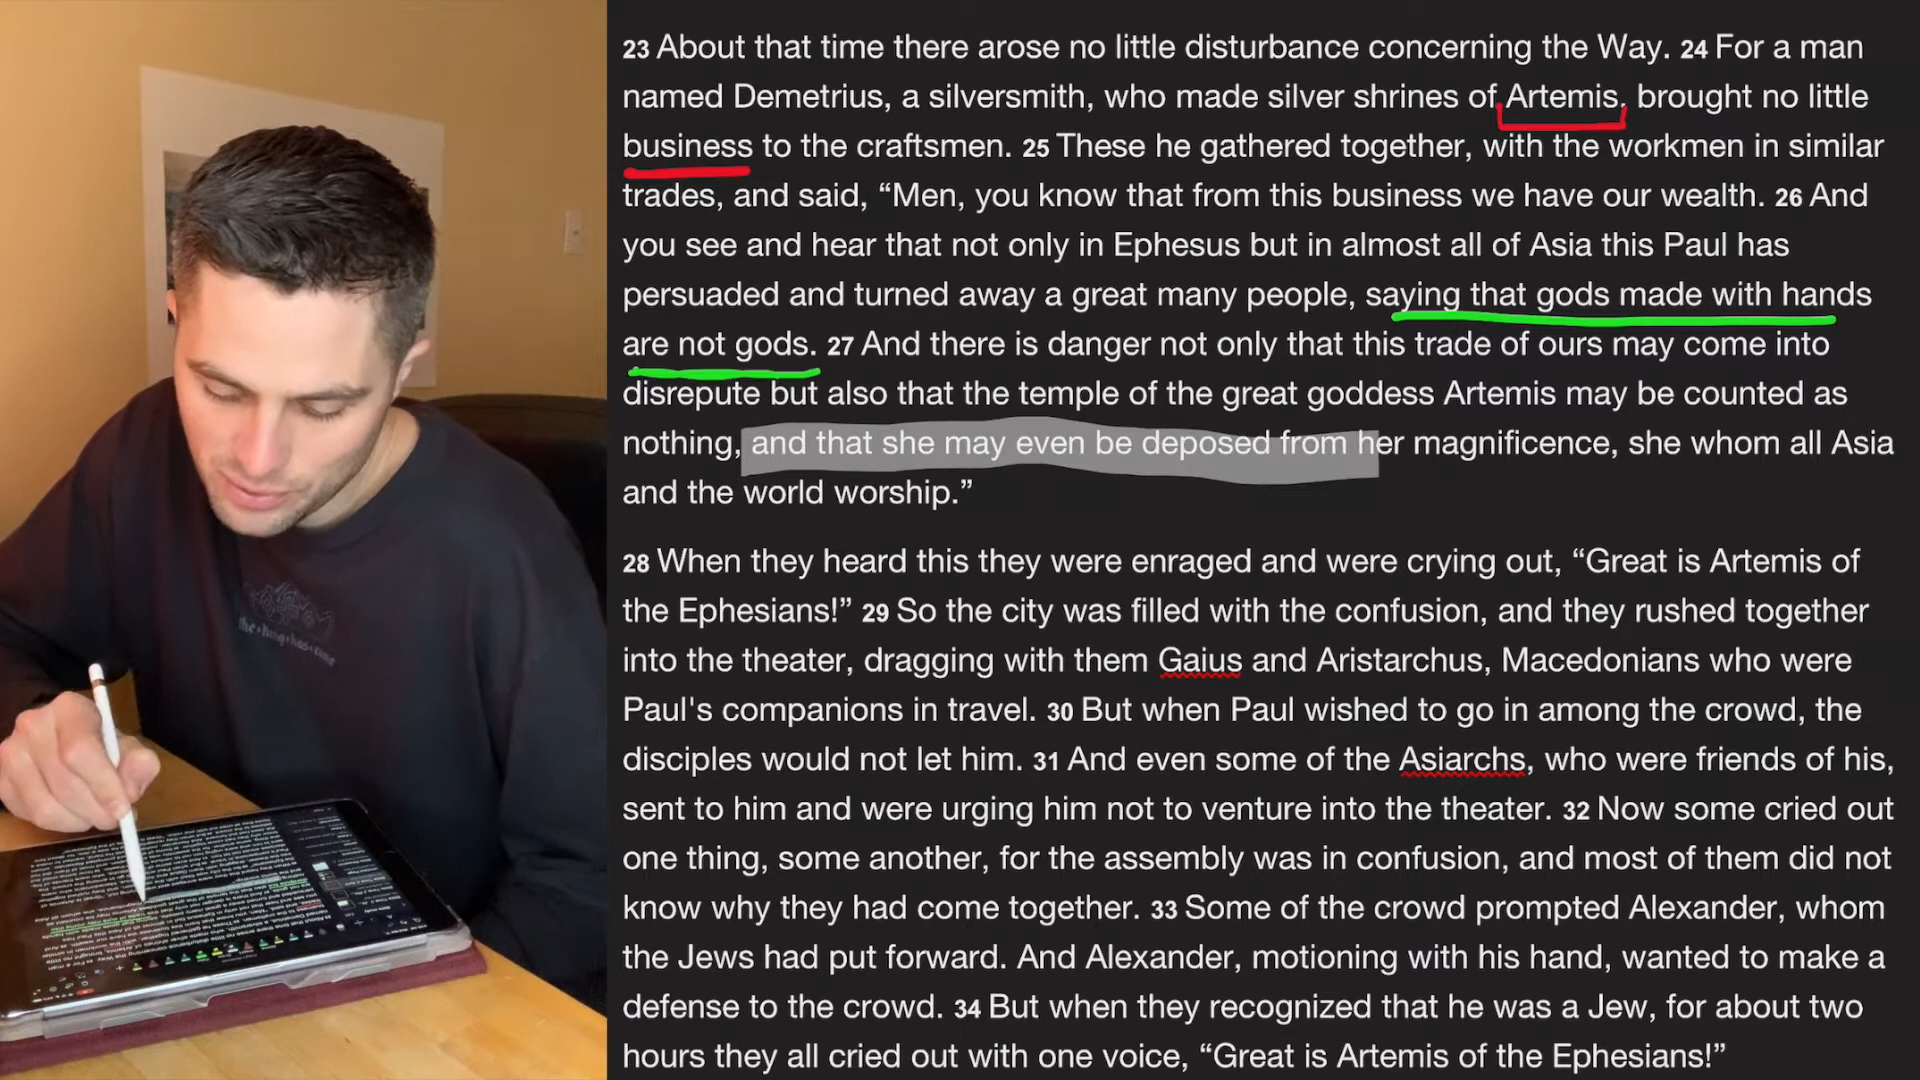 23 About that time there arose no little disturbance concerning the Way. 24 For a man
named Demetrius, a silversmith, who made silver shrines of Artemis, brought no little
business to the craftsmen. 25 These he gathered together, with the workmen in similar
trades, and said, “Men, you know that from this business we have our wealth. 26 And
you see and hear that not only in Ephesus but in almost all of Asia this Paul has
persuaded and turned away a great many people, saying that gods made with hands
are not gods. 27 And there is danger not only that this trade of ours may come into
disrepute but also that the temple of the great goddess Artemis may be counted as
nothing, and that she may even be deposed from her magnificence, she whom all Asia
and the world worship.”
28 When they heard this they were enraged and were crying out, “Great is Artemis of
the Ephesians!” 29 So the city was filled with the confusion, and they rushed together
into the theater, dragging with them Gaius and Aristarchus, Macedonians who were
Paul's companions in travel. 30 But when Paul wished to go in among the crowd, the
disciples would not let him. 31 And even some of the Asiarchs, who were friends of his,
sent to him and were urging him not to venture into the theater. 32 Now some cried out
one thing, some another, for the assembly was in confusion, and most of them did not
know why they had come together. 33 Some of the crowd prompted Alexander, whom
the Jews had put forward. And Alexander, motioning with his hand, wanted to make a
defense to the crowd. 34 But when they recognized that he was a Jew, for about two
hours they all cried out with one voice, “Great is Artemis of the Ephesians!”